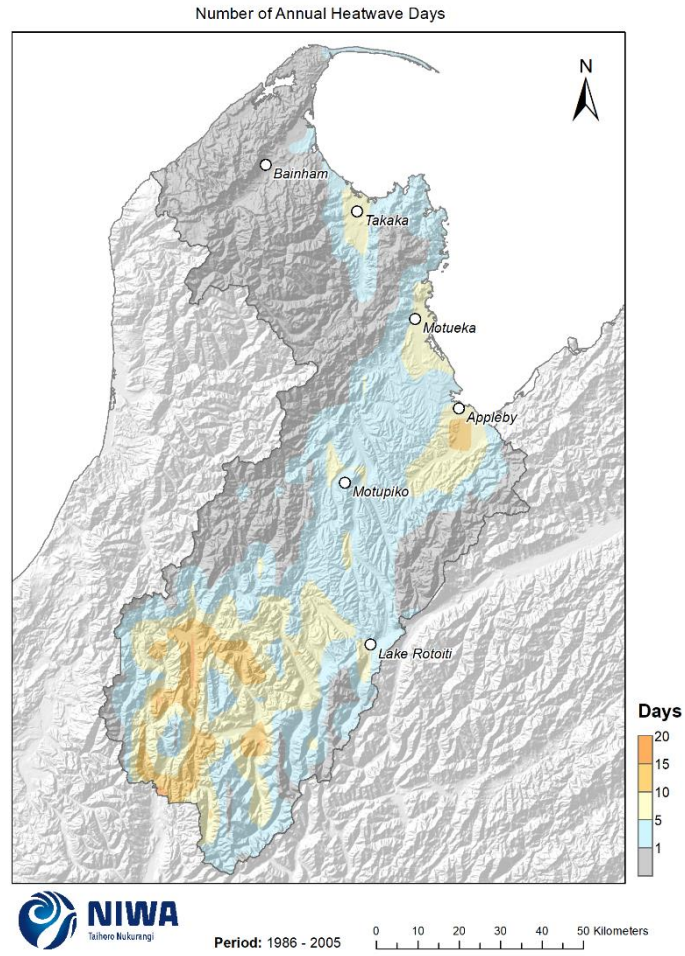 Number of Annual Heatwave Days
N
Bainham
Takaka
Motueka
Appleby
Motupiko
Lake Rotoiti
Days
20
15
10
5
1
NIWA
Taihoro Nukurangi
Period: 1986 - 2005
0 10 20 30 40 50 Kilometers